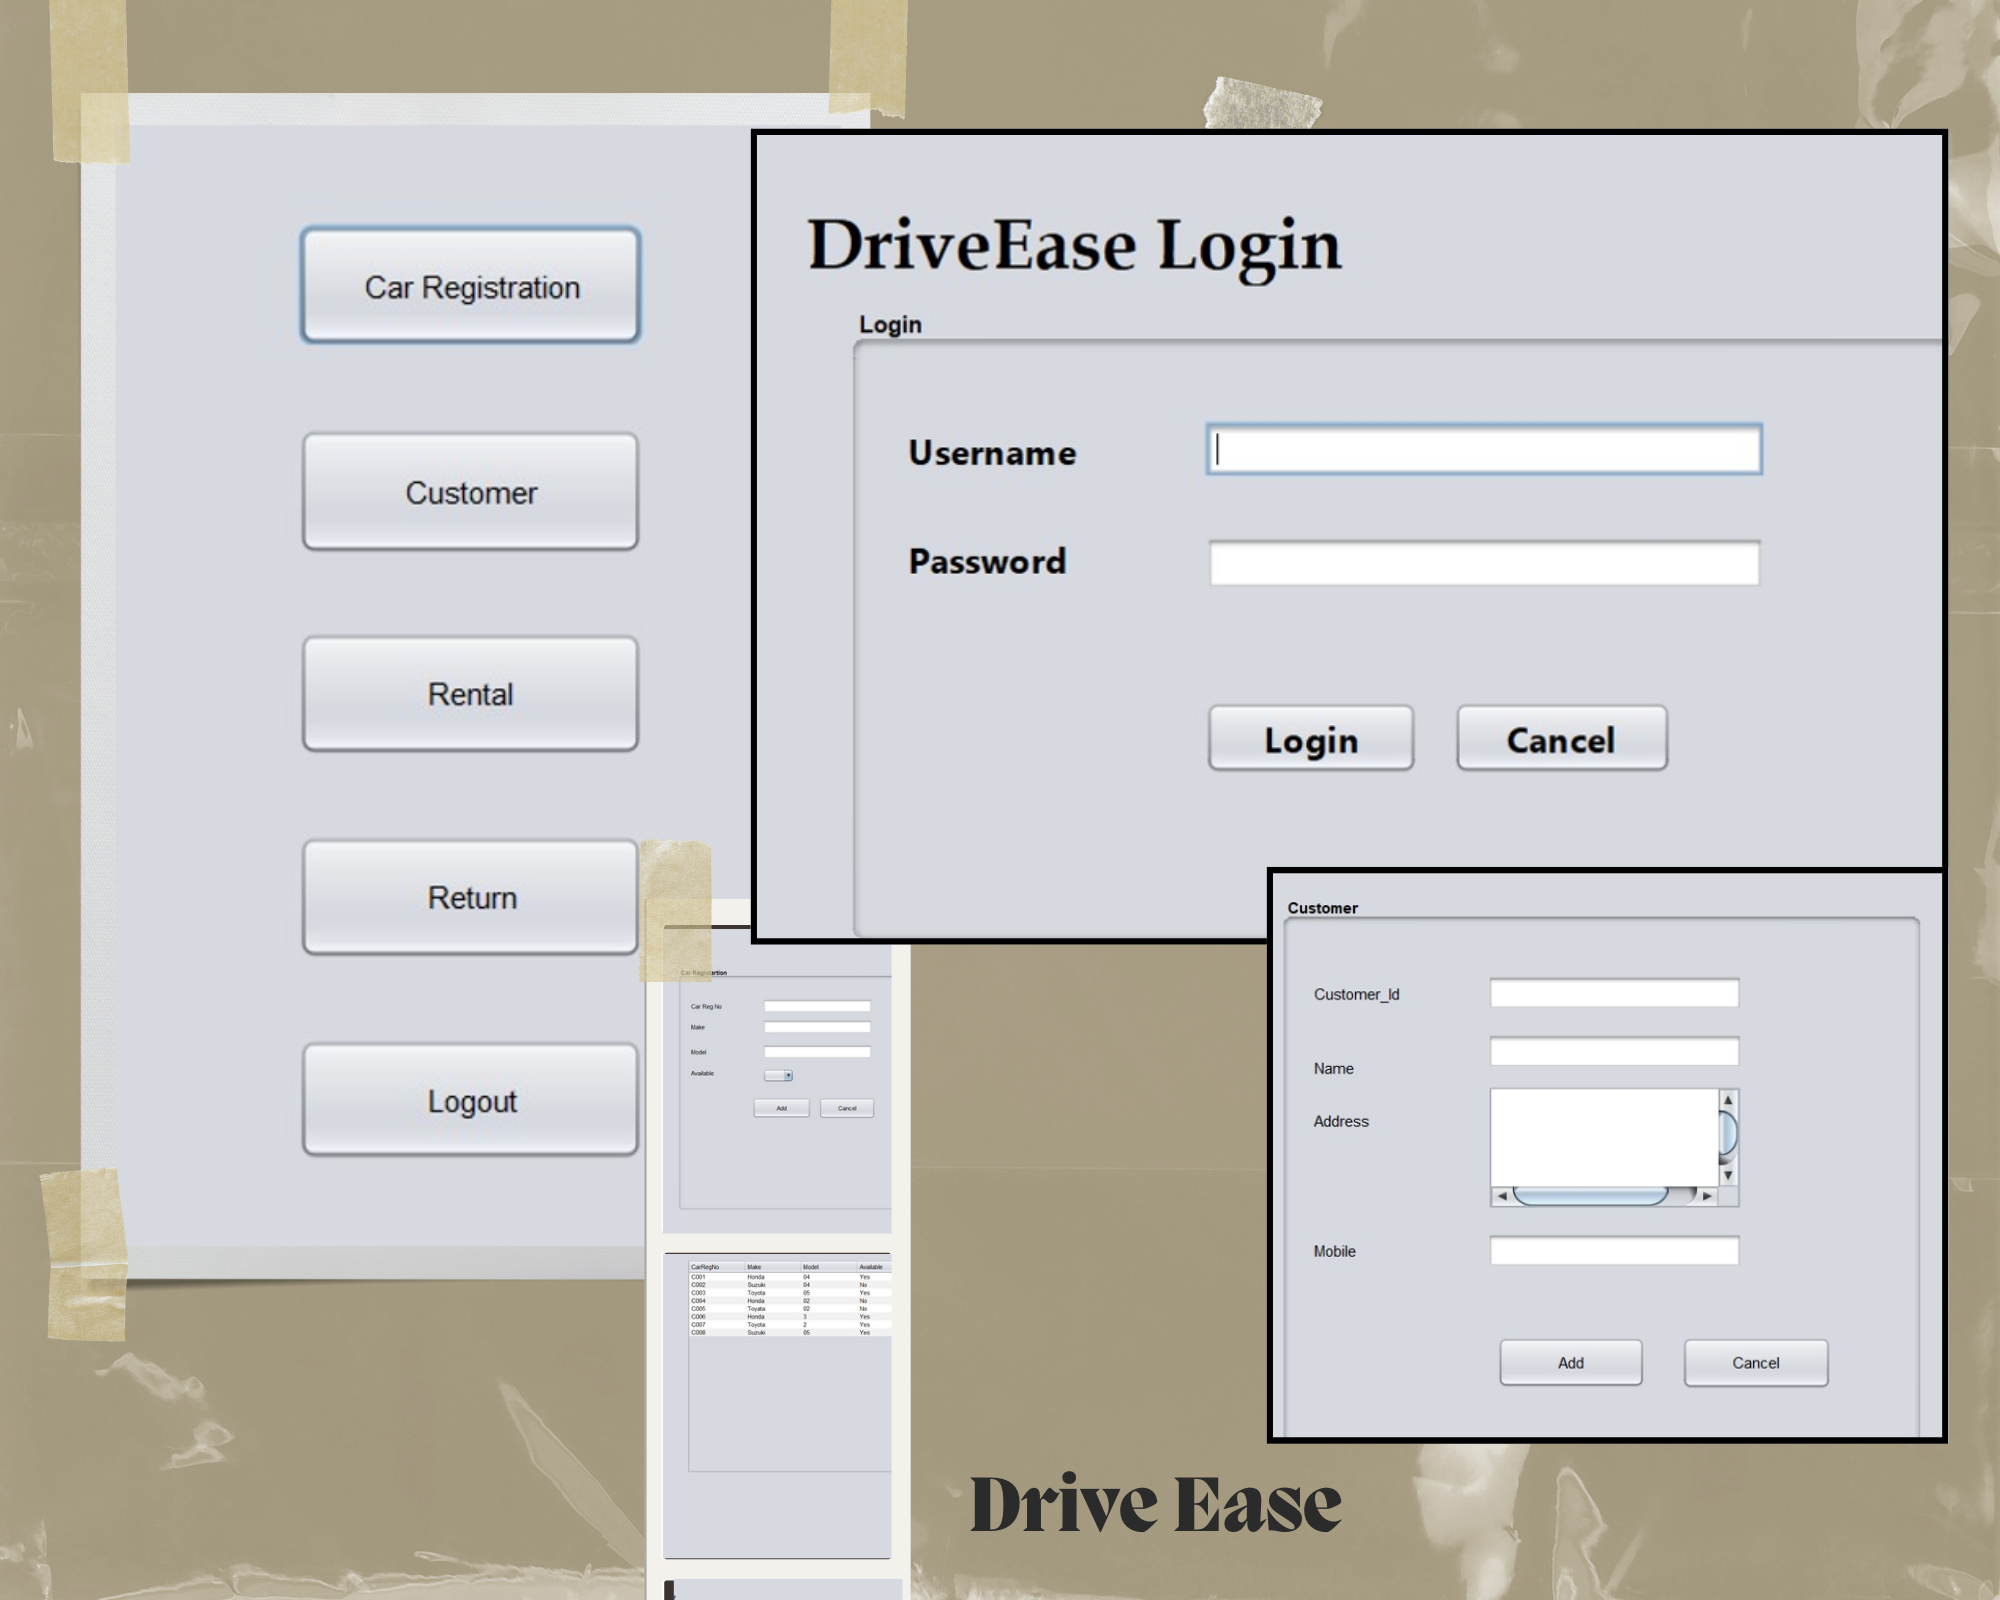 Car Registration
Customer
Rental
Return
Logout
DriveEase Login
Login
Username
Password
Login
Cancel
Car Registartion
Car Reg No
Make
Model
Available
Add
Cancel
CarRegNo Make Model Available
C001 Honda 04 Yes
C002 Suzuki 04 No
C003 Toyota 05 Yes
C004 Honda 02 No
C005 Toyata 02 No
C006 Honda 3 Yes
C007 Toyota 2 Yes
C008 Suzuki 05 Yes
Customer
Customer_Id
Name
Address
Mobile
Add
Cancel
Drive Ease